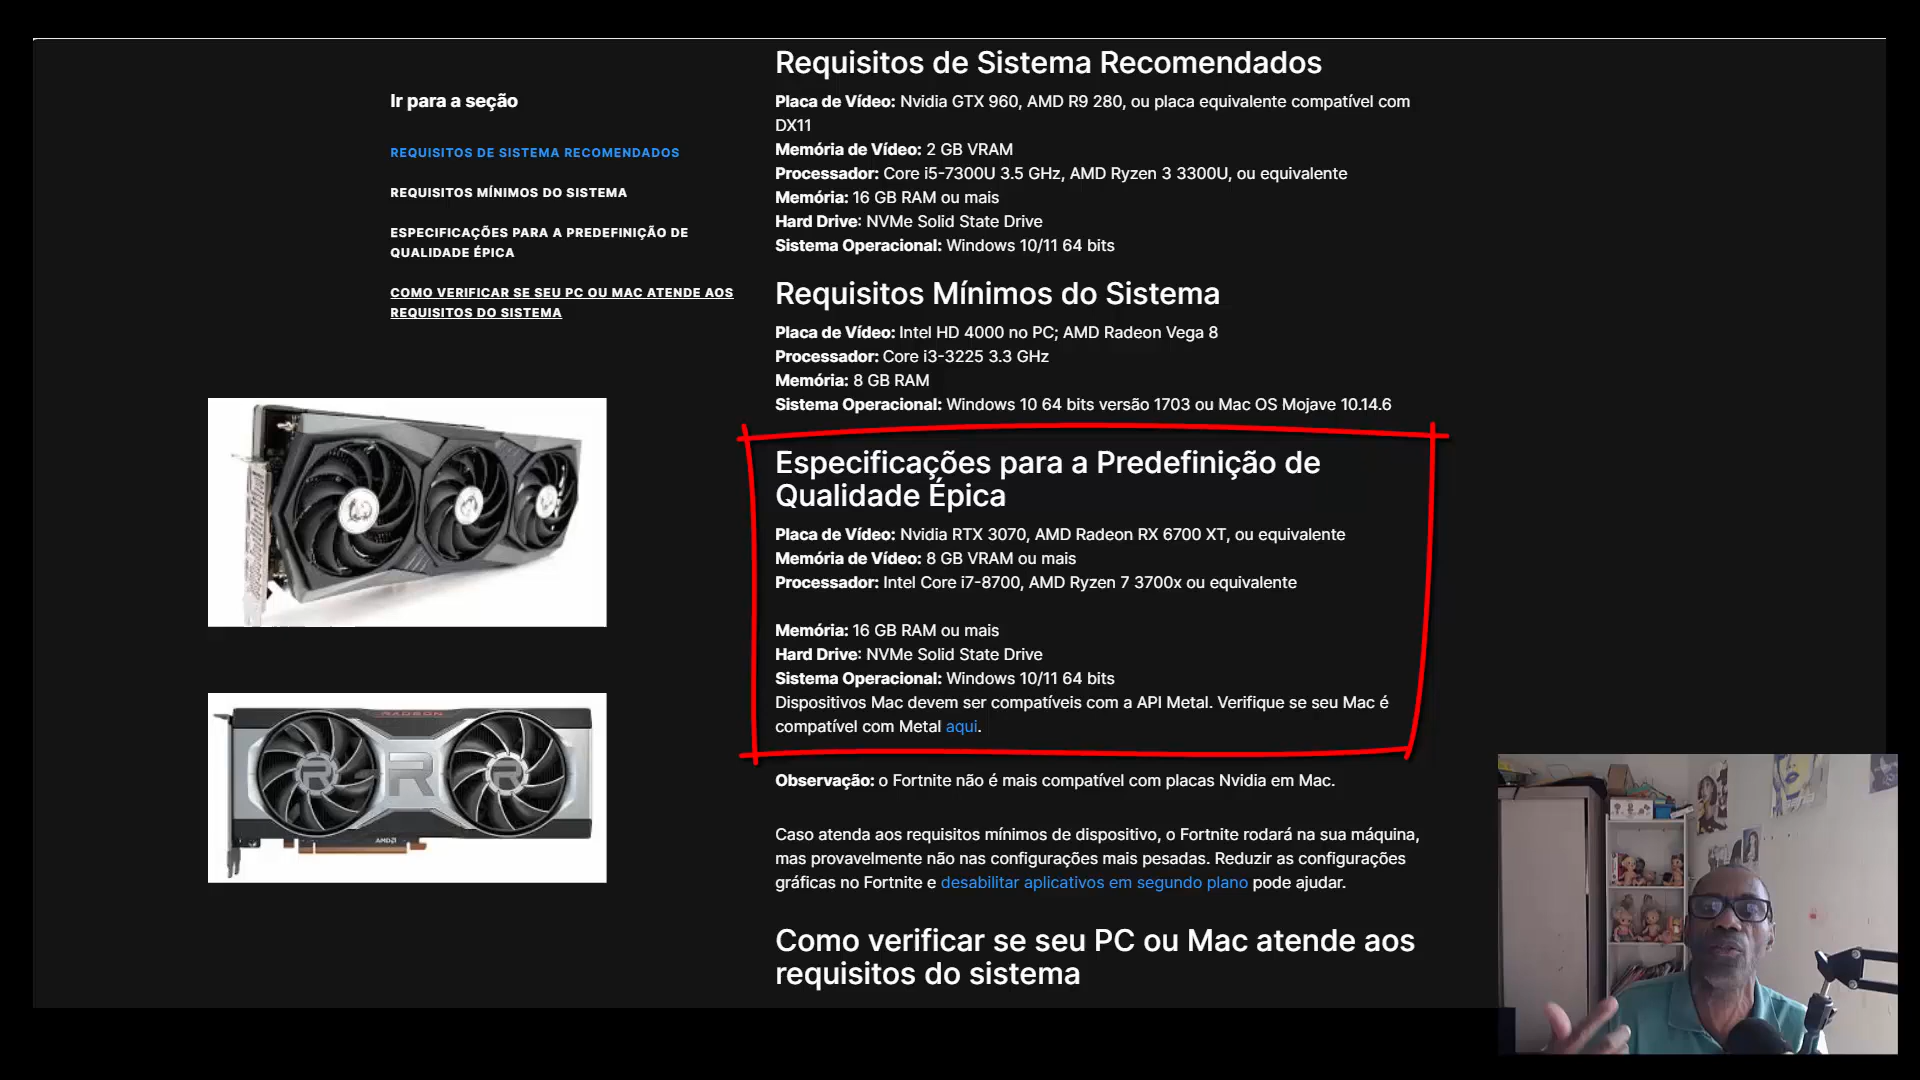 Ir para a seção
REQUISITOS DE SISTEMA RECOMENDADOS
REQUISITOS MÍNIMOS DO SISTEMA
ESPECIFICAÇÕES PARA A PREDEFINIÇÃO DE
QUALIDADE ÉPICA
COMO VERIFICAR SE SEU PC OU MAC ATENDE AOS
REQUISITOS DO SISTEMA
Requisitos de Sistema Recomendados
Placa de Vídeo: Nvidia GTX 960, AMD R9 280, ou placa equivalente compatível com
DX11
Memória de Vídeo: 2 GB VRAM
Processador: Core i5-7300U 3.5 GHz, AMD Ryzen 3 3300U, ou equivalente
Memória: 16 GB RAM ou mais
Hard Drive: NVMe Solid State Drive
Sistema Operacional: Windows 10/11 64 bits
Requisitos Mínimos do Sistema
Placa de Vídeo: Intel HD 4000 no PC; AMD Radeon Vega 8
Processador: Core i3-3225 3.3 GHz
Memória: 8 GB RAM
Sistema Operacional: Windows 10 64 bits versão 1703 ou Mac OS Mojave 10.14.6
Especificações para a Predefinição de
Qualidade Épica
Placa de Vídeo: Nvidia RTX 3070, AMD Radeon RX 6700 XT, ou equivalente
Memória de Vídeo: 8 GB VRAM ou mais
Processador: Intel Core i7-8700, AMD Ryzen 7 3700x ou equivalente
Memória: 16 GB RAM ou mais
Hard Drive: NVMe Solid State Drive
Sistema Operacional: Windows 10/11 64 bits
Dispositivos Mac devem ser compatíveis com a API Metal. Verifique se seu Mac é
compatível com Metal aqui.
Observação: o Fortnite não é mais compatível com placas Nvidia em Mac.
Caso atenda aos requisitos mínimos de dispositivo, o Fortnite rodará na sua máquina,
mas provavelmente não nas configurações mais pesadas. Reduzir as configurações
gráficas no Fortnite e desabilitar aplicativos em segundo plano pode ajudar.
Como verificar se seu PC ou Mac atende aos
requisitos do sistema
RADEON
R R R
AMD